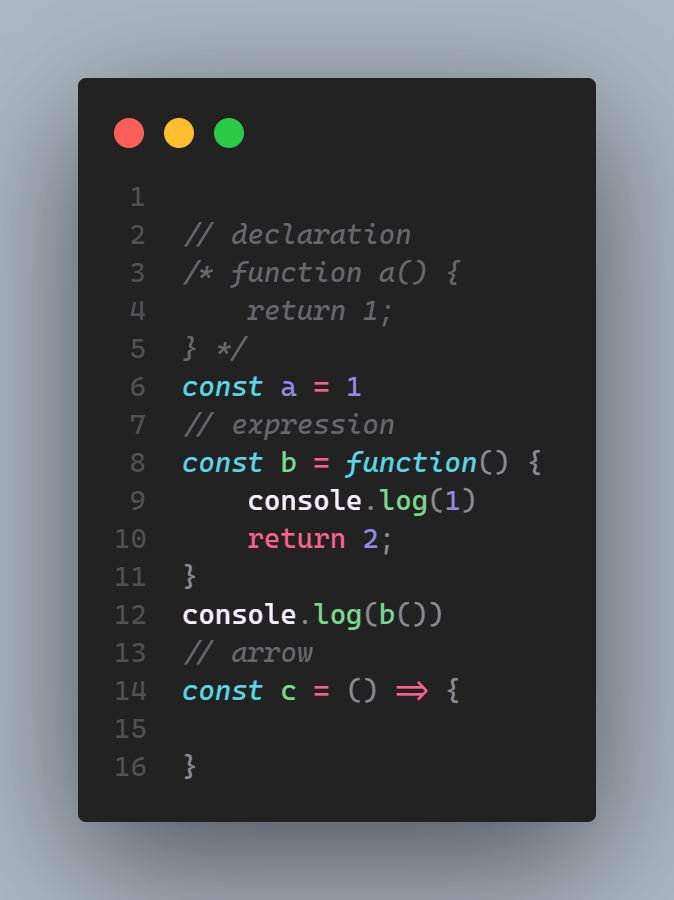 1
2 // declaration
3 /* function a() {
4     return 1;
5 } */
6 const a = 1
7 // expression
8 const b = function() {
9     console.log(1)
10     return 2;
11 }
12 console.log(b())
13 // arrow
14 const c = () => {
15
16 }